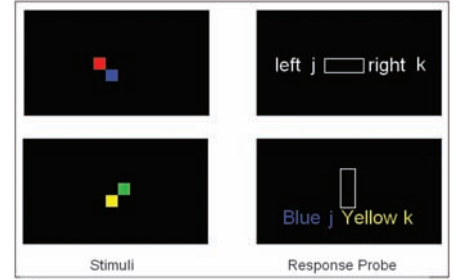 left j right k
Blue j Yellow k
Stimuli Response Probe